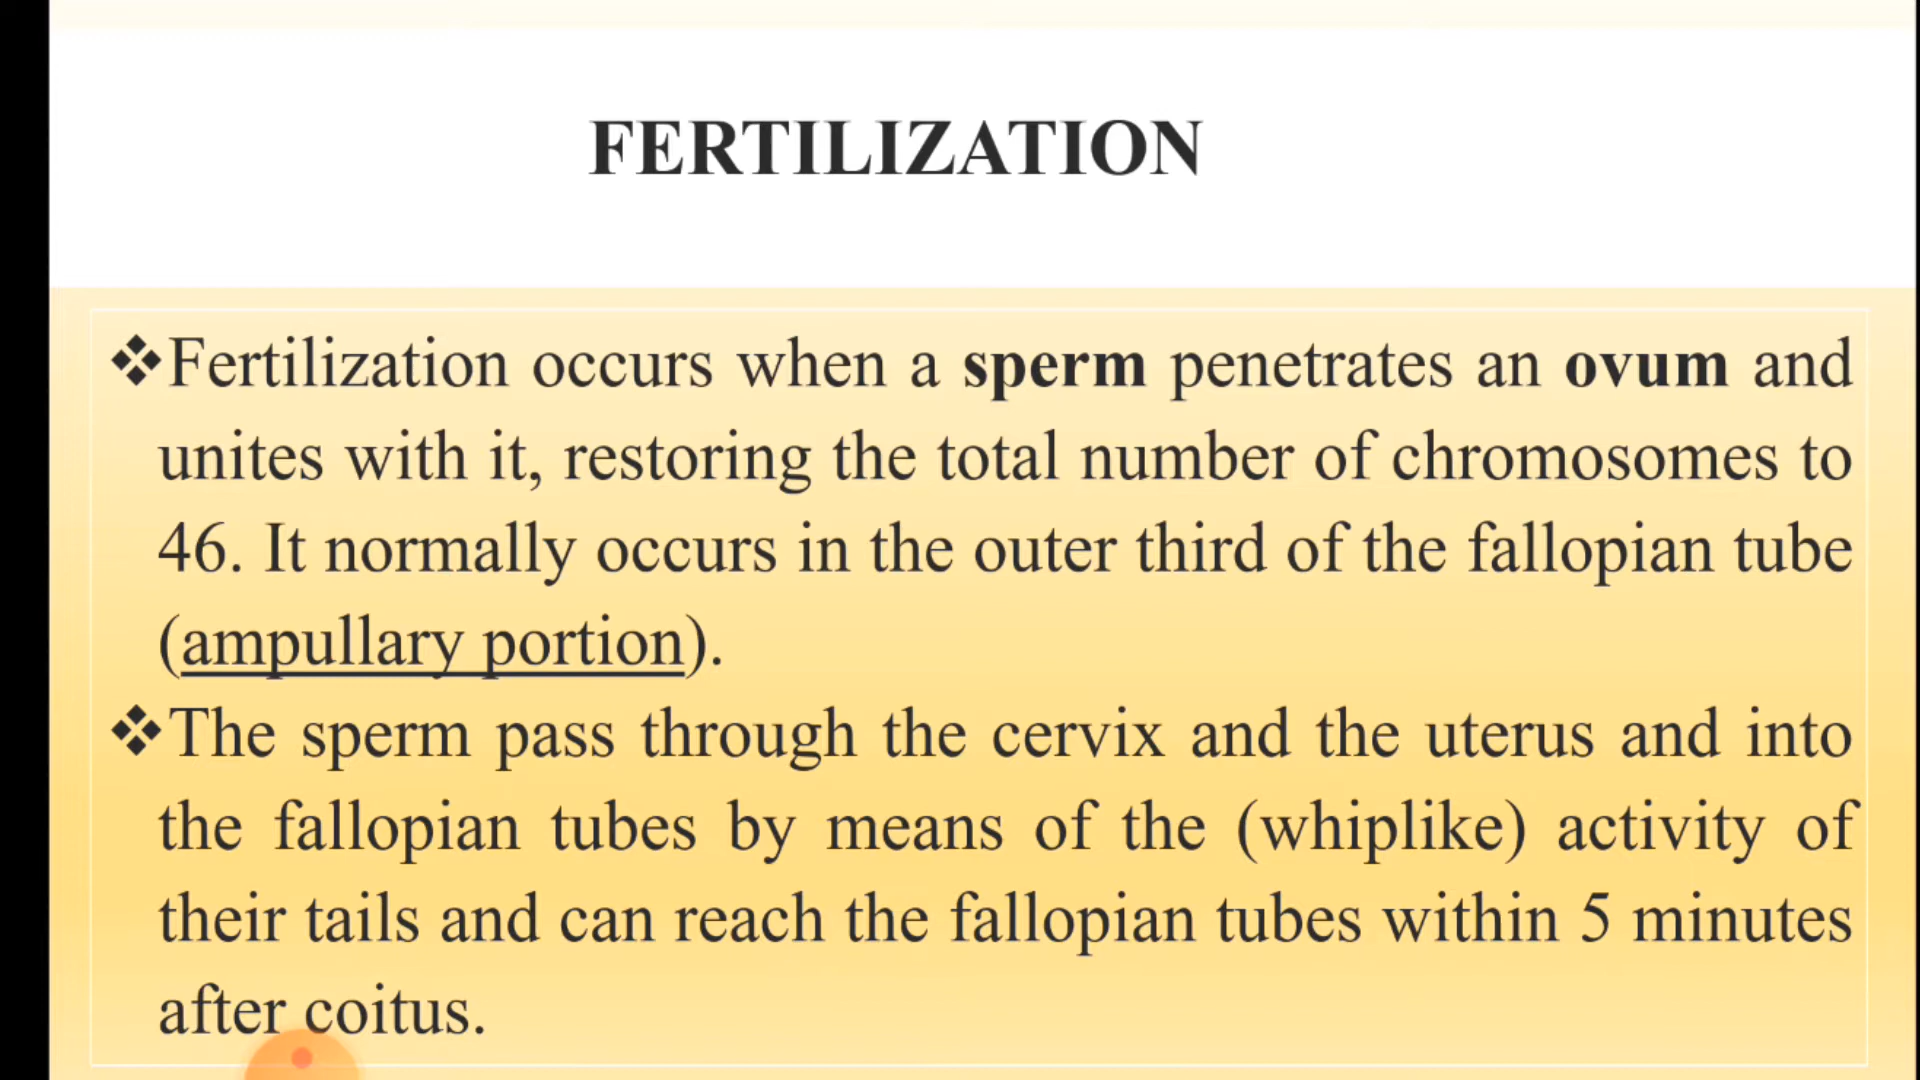 FERTILIZATION
❖Fertilization occurs when a sperm penetrates an ovum and
unites with it, restoring the total number of chromosomes to
46. It normally occurs in the outer third of the fallopian tube
(ampullary portion).
❖The sperm pass through the cervix and the uterus and into
the fallopian tubes by means of the (whiplike) activity of
their tails and can reach the fallopian tubes within 5 minutes
after coitus.